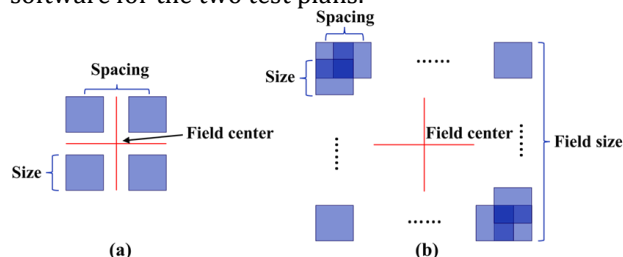 software for the two test plans.
Spacing
Size
Field center
(a)
Spacing
Size
......
......
Field center
......
Field size
......
(b)